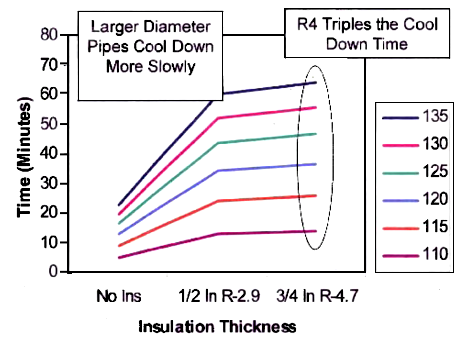 Larger Diameter
Pipes Cool Down
More Slowly
R4 Triples the Cool
Down Time
80
70
60
50
40
30
20
10
0
Time (Minutes)
No Ins
1/2 In R-2.9
3/4 In R-4.7
Insulation Thickness
135
130
125
120
115
110